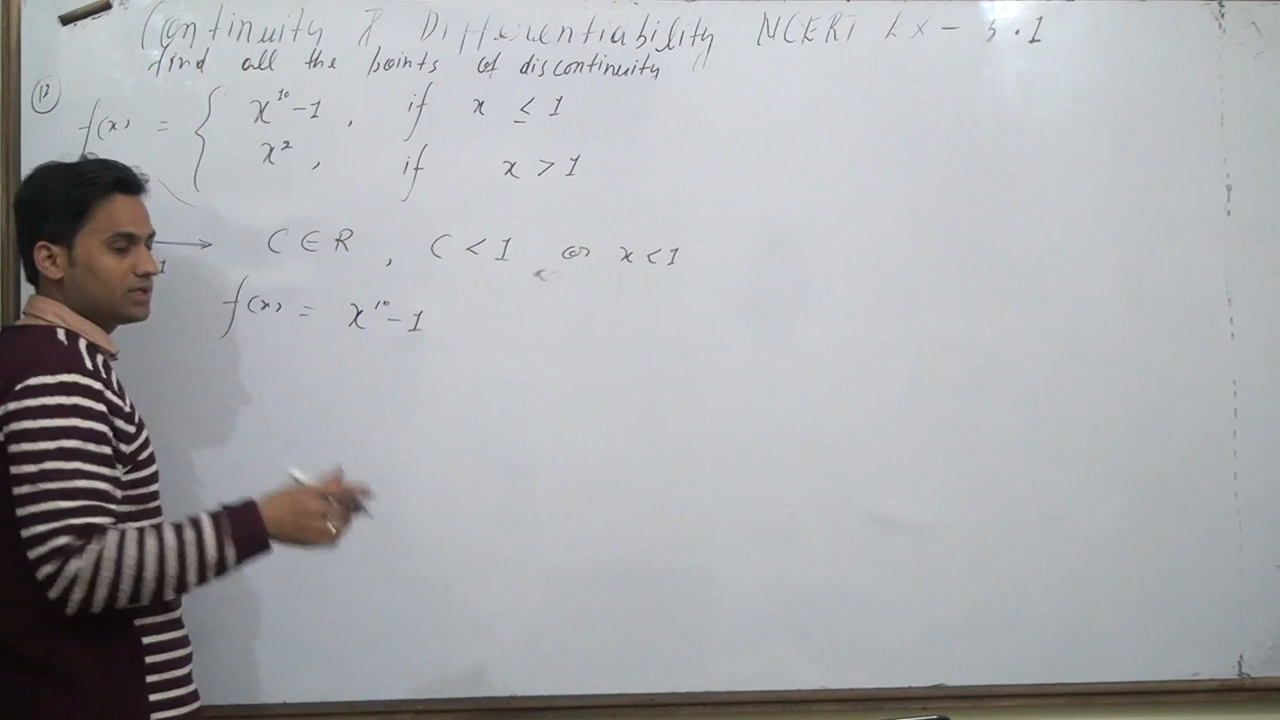 Continuity & Differentiability NCERT EX - 5.1
find all the points of discontinuity
12 f(x) = { x¹⁰-1 , if x ≤ 1
x² , if x > 1
→ C ∈ R , C < 1 or x < 1
f(x) = x¹⁰-1